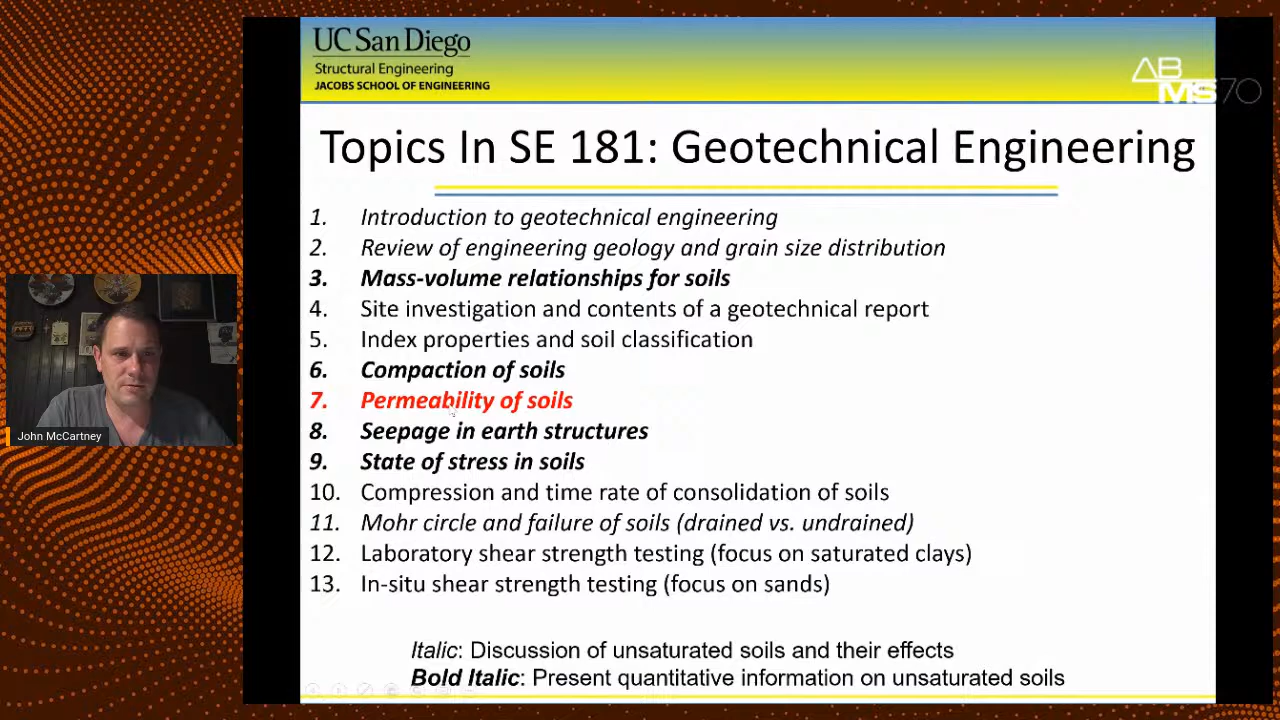 UC San Diego
Structural Engineering
JACOBS SCHOOL OF ENGINEERING
ABMS70
Topics In SE 181: Geotechnical Engineering
1. Introduction to geotechnical engineering
2. Review of engineering geology and grain size distribution
3. Mass-volume relationships for soils
4. Site investigation and contents of a geotechnical report
5. Index properties and soil classification
6. Compaction of soils
7. Permeability of soils
8. Seepage in earth structures
9. State of stress in soils
10. Compression and time rate of consolidation of soils
11. Mohr circle and failure of soils (drained vs. undrained)
12. Laboratory shear strength testing (focus on saturated clays)
13. In-situ shear strength testing (focus on sands)
Italic: Discussion of unsaturated soils and their effects
Bold Italic: Present quantitative information on unsaturated soils
John McCartney